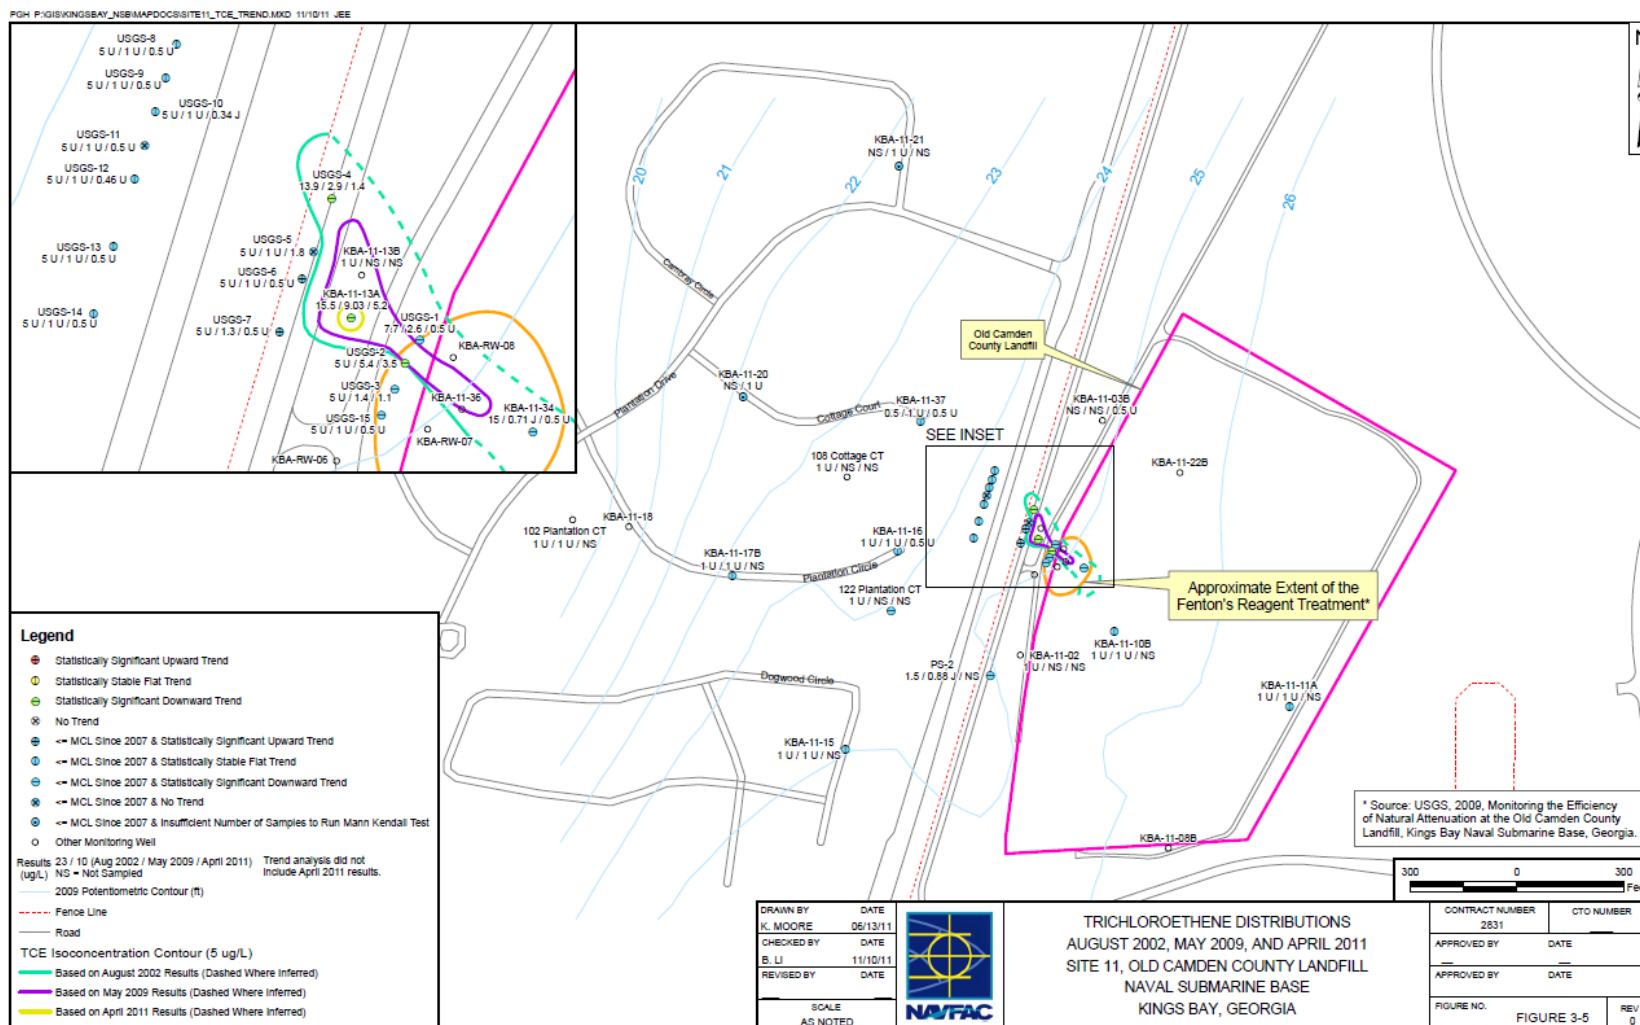 PGH P:\GIS\KINGSBAY_NSB\MAPDOCS\SITE11_TCE_TREND.MXD 11/10/11 JEE
USGS-8
5 U / 1 U / 0.5 U
USGS-9
5 U / 1 U / 0.5 U
USGS-10
5 U / 1 U / 0.34 J
USGS-11
5 U / 1 U / 0.5 U
USGS-12
5 U / 1 U / 0.46 U
USGS-13
5 U / 1 U / 0.5 U
USGS-14
5 U / 1 U / 0.5 U
USGS-4
13.9 / 2.9 / 1.4
USGS-5
5 U / 1 U / 1.8
KBA-11-13B
1 U / NS / NS
USGS-6
5 U / 1 U / 0.5 U
KBA-11-13A
15.5 / 9.03 / 5.2
USGS-7
5 U / 1.3 / 0.5 U
USGS-1
7.7 / 2.6 / 0.5 U
KBA-RW-08
USGS-2
5 U / 5.4 / 3.5
USGS-3
5 U / 1.4 / 1.1
KBA-11-36
USGS-15
5 U / 1 U / 0.5 U
KBA-11-34
15 / 0.71 J / 0.5 U
KBA-RW-07
KBA-RW-06
20
21
22
23
24
25
26
KBA-11-21
NS / 1 U / NS
Cambray Circle
Plantation Drive
Old Camden
County Landfill
KBA-11-20
NS / 1 U
Cottage Court
KBA-11-37
0.5 / 1 U / 0.5 U
KBA-11-03B
NS / NS / 0.5 U
SEE INSET
108 Cottage CT
1 U / NS / NS
KBA-11-22B
102 Plantation CT
1 U / 1 U / NS
KBA-11-18
KBA-11-16
1 U / 1 U / 0.5 U
KBA-11-17B
1 U / 1 U / NS
Plantation Circle
122 Plantation CT
1 U / NS / NS
Approximate Extent of the
Fenton's Reagent Treatment*
KBA-11-10B
1 U / 1 U / NS
KBA-11-02
1 U / NS / NS
PS-2
1.5 / 0.88 J / NS
Dogwood Circle
KBA-11-11A
1 U / 1 U / NS
KBA-11-15
1 U / 1 U / NS
KBA-11-08B
* Source: USGS, 2009, Monitoring the Efficiency
of Natural Attenuation at the Old Camden County
Landfill, Kings Bay Naval Submarine Base, Georgia.
300 0 300
Legend
Statistically Significant Upward Trend
Statistically Stable Flat Trend
Statistically Significant Downward Trend
No Trend
<= MCL Since 2007 & Statistically Significant Upward Trend
<= MCL Since 2007 & Statistically Stable Flat Trend
<= MCL Since 2007 & Statistically Significant Downward Trend
<= MCL Since 2007 & No Trend
<= MCL Since 2007 & Insufficient Number of Samples to Run Mann Kendall Test
Other Monitoring Well
Results 23 / 10 (Aug 2002 / May 2009 / April 2011) Trend analysis did not
(ug/L) NS = Not Sampled Include April 2011 results.
2009 Potentiometric Contour (ft)
Fence Line
Road
TCE Isoconcentration Contour (5 ug/L)
Based on August 2002 Results (Dashed Where Inferred)
Based on May 2009 Results (Dashed Where Inferred)
Based on April 2011 Results (Dashed Where Inferred)
DRAWN BY DATE
K. MOORE 06/13/11
CHECKED BY DATE
B. LI 11/10/11
REVISED BY DATE
SCALE
AS NOTED
NAVFAC
TRICHLOROETHENE DISTRIBUTIONS
AUGUST 2002, MAY 2009, AND APRIL 2011
SITE 11, OLD CAMDEN COUNTY LANDFILL
NAVAL SUBMARINE BASE
KINGS BAY, GEORGIA
CONTRACT NUMBER CTO NUMBER
2831
APPROVED BY DATE
APPROVED BY DATE
FIGURE NO. REV
FIGURE 3-5 0